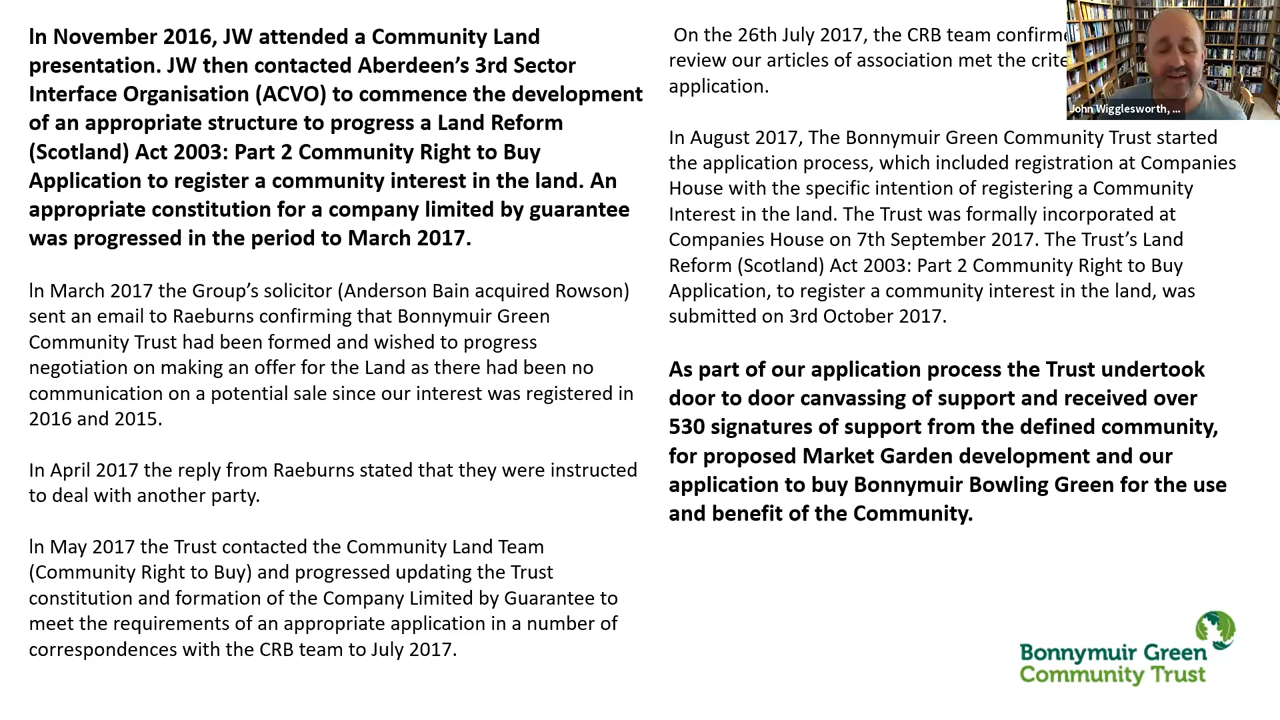 In November 2016, JW attended a Community Land
presentation. JW then contacted Aberdeen's 3rd Sector
Interface Organisation (ACVO) to commence the development
of an appropriate structure to progress a Land Reform
(Scotland) Act 2003: Part 2 Community Right to Buy
Application to register a community interest in the land. An
appropriate constitution for a company limited by guarantee
was progressed in the period to March 2017.
In March 2017 the Group's solicitor (Anderson Bain acquired Rowson)
sent an email to Raeburns confirming that Bonnymuir Green
Community Trust had been formed and wished to progress
negotiation on making an offer for the Land as there had been no
communication on a potential sale since our interest was registered in
2016 and 2015.
In April 2017 the reply from Raeburns stated that they were instructed
to deal with another party.
In May 2017 the Trust contacted the Community Land Team
(Community Right to Buy) and progressed updating the Trust
constitution and formation of the Company Limited by Guarantee to
meet the requirements of an appropriate application in a number of
correspondences with the CRB team to July 2017.
On the 26th July 2017, the CRB team
review our articles of association met the
application.
In August 2017, The Bonnymuir Green Community Trust started
the application process, which included registration at Companies
House with the specific intention of registering a Community
Interest in the land. The Trust was formally incorporated at
Companies House on 7th September 2017. The Trust's Land
Reform (Scotland) Act 2003: Part 2 Community Right to Buy
Application, to register a community interest in the land, was
submitted on 3rd October 2017.
As part of our application process the Trust undertook
door to door canvassing of support and received over
530 signatures of support from the defined community,
for proposed Market Garden development and our
application to buy Bonnymuir Bowling Green for the use
and benefit of the Community.
John Wigglesworth, ...
Bonnymuir Green
Community Trust